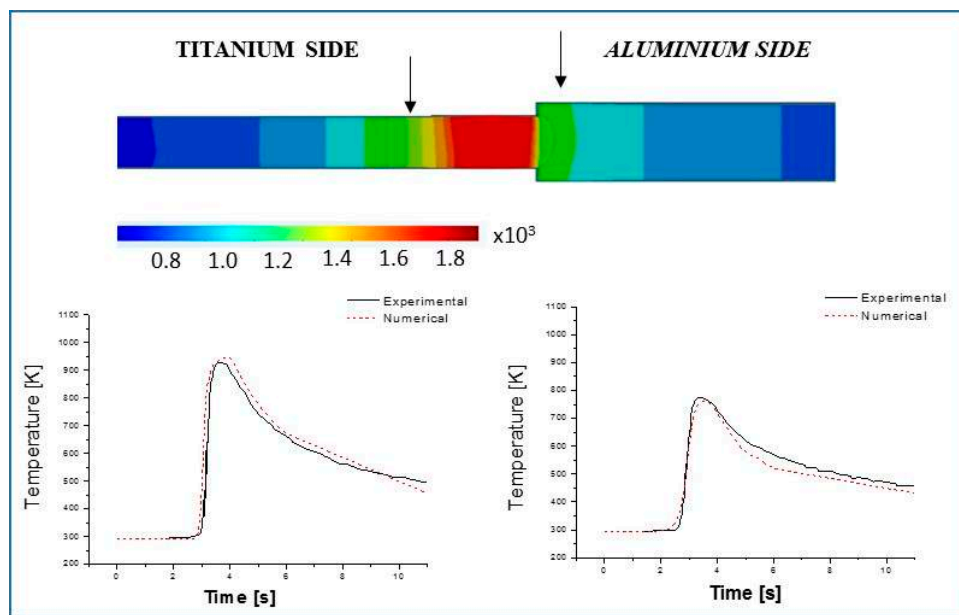 TITANIUM SIDE
ALUMINIUM SIDE
x10³
0.8 1.0 1.2 1.4 1.6 1.8
Experimental
Numerical
1100
1000
900
800
700
600
500
400
300
200
Temperature [K]
0 2 4 6 8 10
Time [s]
Experimental
Numerical
1100
1000
900
800
700
600
500
400
300
200
Temperature [K]
0 2 4 6 8 10
Time [s]